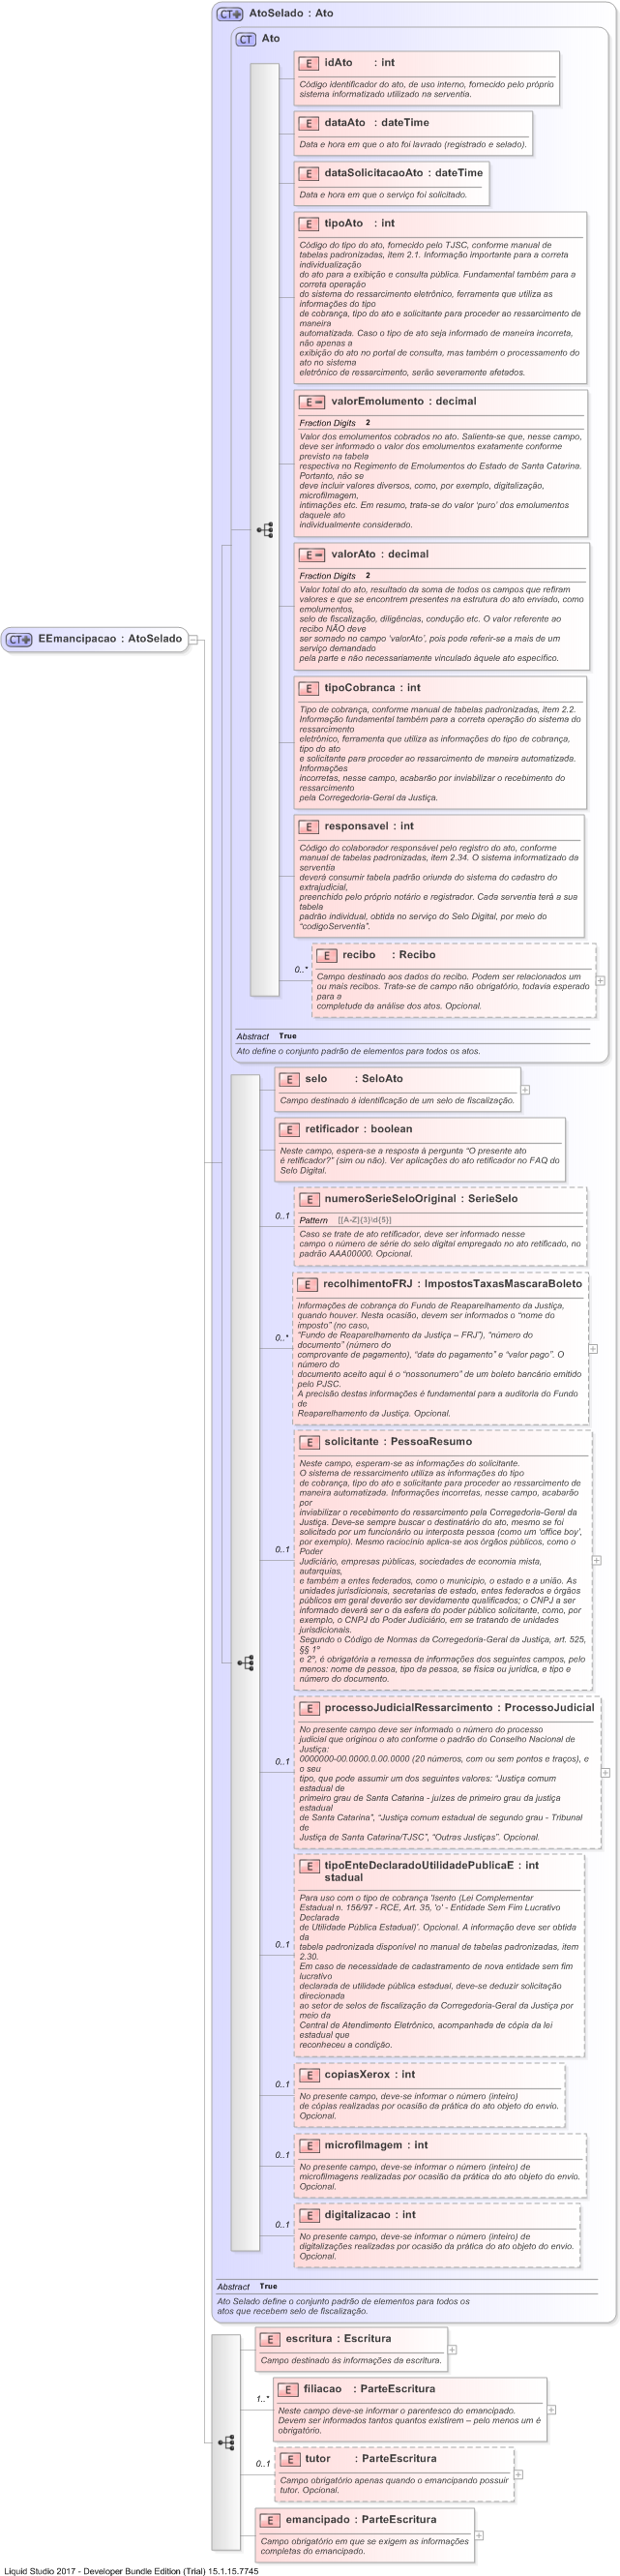 AtoSelado : Ato
CT
Ato
E
idAto : int
Código identificador do ato, de uso interno, fornecido pelo próprio
sistema informatizado utilizado na serventia.
E
dataAto : dateTime
Data e hora em que o ato foi lavrado (registrado e selado).
E
dataSolicitacaoAto : dateTime
Data e hora em que o serviço foi solicitado.
E
tipoAto : int
Código do tipo do ato, fornecido pelo TJSC, conforme manual de
tabelas padronizadas, item 2.1. Informação importante para a correta
individualização
do ato para a exibição e consulta pública. Fundamental também para a
correta operação
do sistema do ressarcimento eletrônico, ferramenta que utiliza as
informações do tipo
de cobrança, tipo do ato e solicitante para proceder ao ressarcimento de
maneira
automatizada. Caso o tipo de ato seja informado de maneira incorreta,
não apenas a
exibição do ato no portal de consulta, mas também o processamento do
ato no sistema
eletrônico de ressarcimento, serão severamente afetados.
E
valorEmolumento : decimal
Fraction Digits 2
Valor dos emolumentos cobrados no ato. Salienta-se que, nesse campo,
deve ser informado o valor dos emolumentos exatamente conforme
previsto na tabela
respectiva no Regimento de Emolumentos do Estado de Santa Catarina.
Portanto, não se
deve incluir valores diversos, como, por exemplo, digitalização,
microfilmagem,
intimações etc. Em resumo, trata-se do valor 'puro' dos emolumentos
daquele ato
individualmente considerado.
E
valorAto : decimal
Fraction Digits 2
Valor total do ato, resultado da soma de todos os campos que refiram
valores e que se encontrem presentes na estrutura do ato enviado, como
emolumentos,
selo de fiscalização, diligências, condução etc. O valor referente ao
recibo NÃO deve
ser somado no campo 'valorAto', pois pode referir-se a mais de um
serviço demandado
pela parte e não necessariamente vinculado àquele ato específico.
CT
EEmancipacao : AtoSelado
E
tipoCobranca : int
Tipo de cobrança, conforme manual de tabelas padronizadas, item 2.2.
Informação fundamental também para a correta operação do sistema do
ressarcimento
eletrônico, ferramenta que utiliza as informações do tipo de cobrança,
tipo do ato
e solicitante para proceder ao ressarcimento de maneira automatizada.
Informações
incorretas, nesse campo, acabarão por inviabilizar o recebimento do
ressarcimento
pela Corregedoria-Geral da Justiça.
E
responsavel : int
Código do colaborador responsável pelo registro do ato, conforme
manual de tabelas padronizadas, item 2.34. O sistema informatizado da
serventia
deverá consumir tabela padrão oriunda do sistema do cadastro do
extrajudicial,
preenchido pelo próprio notário e registrador. Cada serventia terá a sua
tabela
padrão individual, obtida no serviço do Selo Digital, por meio do
"codigoServentia".
E
recibo : Recibo
0..*
Campo destinado aos dados do recibo. Podem ser relacionados um
ou mais recibos. Trata-se de campo não obrigatório, todavia esperado
para a
completude da análise dos atos. Opcional.
Abstract True
Ato define o conjunto padrão de elementos para todos os atos.
E
selo : SeloAto
Campo destinado à identificação de um selo de fiscalização.
E
retificador : boolean
Neste campo, espera-se a resposta à pergunta "O presente ato
é retificador?" (sim ou não). Ver aplicações do ato retificador no FAQ do
Selo Digital.
E
numeroSerieSeloOriginal : SerieSelo
0..1
Pattern [[A-Z]{3}\d{5}]
Caso se trate de ato retificador, deve ser informado nesse
campo o número de série do selo digital empregado no ato retificado, no
padrão AAA00000. Opcional.
E
recolhimentoFRJ : ImpostosTaxasMascaraBoleto
Informações de cobrança do Fundo de Reaparelhamento da Justiça,
quando houver. Nesta ocasião, devem ser informados o "nome do
imposto" (no caso,
0..*
"Fundo de Reaparelhamento da Justiça – FRJ"), "número do
documento" (número do
comprovante de pagamento), "data do pagamento" e "valor pago". O
número do
documento aceito aqui é o "nossonumero" de um boleto bancário emitido
pelo PJSC.
A precisão destas informações é fundamental para a auditoria do Fundo
de
Reaparelhamento da Justiça. Opcional.
E
solicitante : PessoaResumo
Neste campo, esperam-se as informações do solicitante.
O sistema de ressarcimento utiliza as informações do tipo
de cobrança, tipo do ato e solicitante para proceder ao ressarcimento de
maneira automatizada. Informações incorretas, nesse campo, acabarão
por
inviabilizar o recebimento do ressarcimento pela Corregedoria-Geral da
Justiça. Deve-se sempre buscar o destinatário do ato, mesmo se foi
solicitado por um funcionário ou interposta pessoa (como um 'office boy',
por exemplo). Mesmo raciocínio aplica-se aos órgãos públicos, como o
Poder
0..1
Judiciário, empresas públicas, sociedades de economia mista,
autarquias,
e também a entes federados, como o município, o estado e a união. As
unidades jurisdicionais, secretarias de estado, entes federados e órgãos
públicos em geral deverão ser devidamente qualificados; o CNPJ a ser
informado deverá ser o da esfera do poder público solicitante, como, por
exemplo, o CNPJ do Poder Judiciário, em se tratando de unidades
jurisdicionais.
Segundo o Código de Normas da Corregedoria-Geral da Justiça, art. 525,
§§ 1º
e 2º, é obrigatória a remessa de informações dos seguintes campos, pelo
menos: nome da pessoa, tipo da pessoa, se física ou jurídica, e tipo e
número do documento.
E
processoJudicialRessarcimento : ProcessoJudicial
No presente campo deve ser informado o número do processo
judicial que originou o ato conforme o padrão do Conselho Nacional de
Justiça:
0..1
0000000-00.0000.0.00.0000 (20 números, com ou sem pontos e traços), e
o seu
tipo, que pode assumir um dos seguintes valores: "Justiça comum
estadual de
primeiro grau de Santa Catarina - juízes de primeiro grau da justiça
estadual
de Santa Catarina", "Justiça comum estadual de segundo grau - Tribunal
de
Justiça de Santa Catarina/TJSC", "Outras Justiças". Opcional.
E
tipoEnteDeclaradoUtilidadePublicaE : int
stadual
Para uso com o tipo de cobrança 'Isento (Lei Complementar
Estadual n. 156/97 - RCE, Art. 35, 'o' - Entidade Sem Fim Lucrativo
Declarada
de Utilidade Pública Estadual)'. Opcional. A informação deve ser obtida
da
0..1
tabela padronizada disponível no manual de tabelas padronizadas, item
2.30.
Em caso de necessidade de cadastramento de nova entidade sem fim
lucrativo
declarada de utilidade pública estadual, deve-se deduzir solicitação
direcionada
ao setor de selos de fiscalização da Corregedoria-Geral da Justiça por
meio da
Central de Atendimento Eletrônico, acompanhada de cópia da lei
estadual que
reconheceu a condição.
E
copiasXerox : int
0..1
No presente campo, deve-se informar o número (inteiro)
de cópias realizadas por ocasião da prática do ato objeto do envio.
Opcional.
E
microfilmagem : int
0..1
No presente campo, deve-se informar o número (inteiro) de
microfilmagens realizadas por ocasião da prática do ato objeto do envio.
Opcional.
E
digitalizacao : int
0..1
No presente campo, deve-se informar o número (inteiro) de
digitalizações realizadas por ocasião da prática do ato objeto do envio.
Opcional.
Abstract True
Ato Selado define o conjunto padrão de elementos para todos os
atos que recebem selo de fiscalização.
E
escritura : Escritura
Campo destinado às informações da escritura.
E
filiacao : ParteEscritura
1..*
Neste campo deve-se informar o parentesco do emancipado.
Devem ser informados tantos quantos existirem – pelo menos um é
obrigatório.
E
tutor : ParteEscritura
0..1
Campo obrigatório apenas quando o emancipando possuir
tutor. Opcional.
E
emancipado : ParteEscritura
Campo obrigatório em que se exigem as informações
completas do emancipado.
Liquid Studio 2017 - Developer Bundle Edition (Trial) 15.1.15.7745